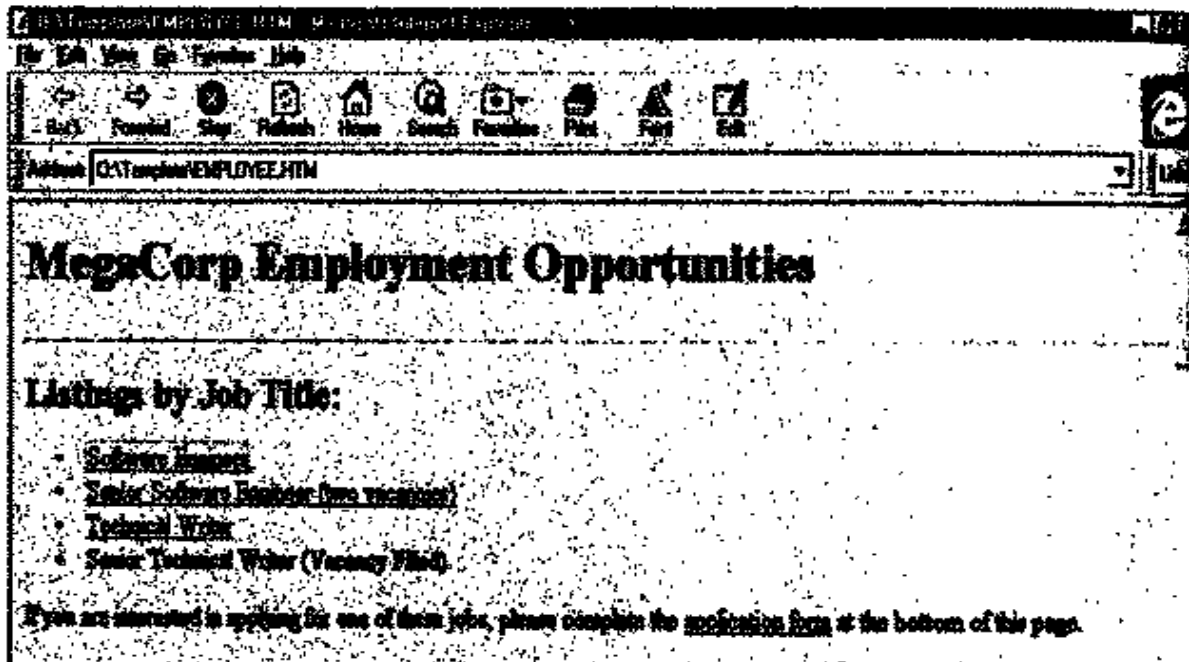 File Edit View Go Favorites Help
Back Forward Stop Refresh Home Search Favorites Print Font Edit
Address
MegaCorp Employment Opportunities
Listings by Job Title:
Software Engineer
Senior Software Engineer (two vacancies)
Technical Writer
Senior Technical Writer (Vacancy Filled)
If you are interested in applying for one of these jobs, please complete the application form at the bottom of this page.